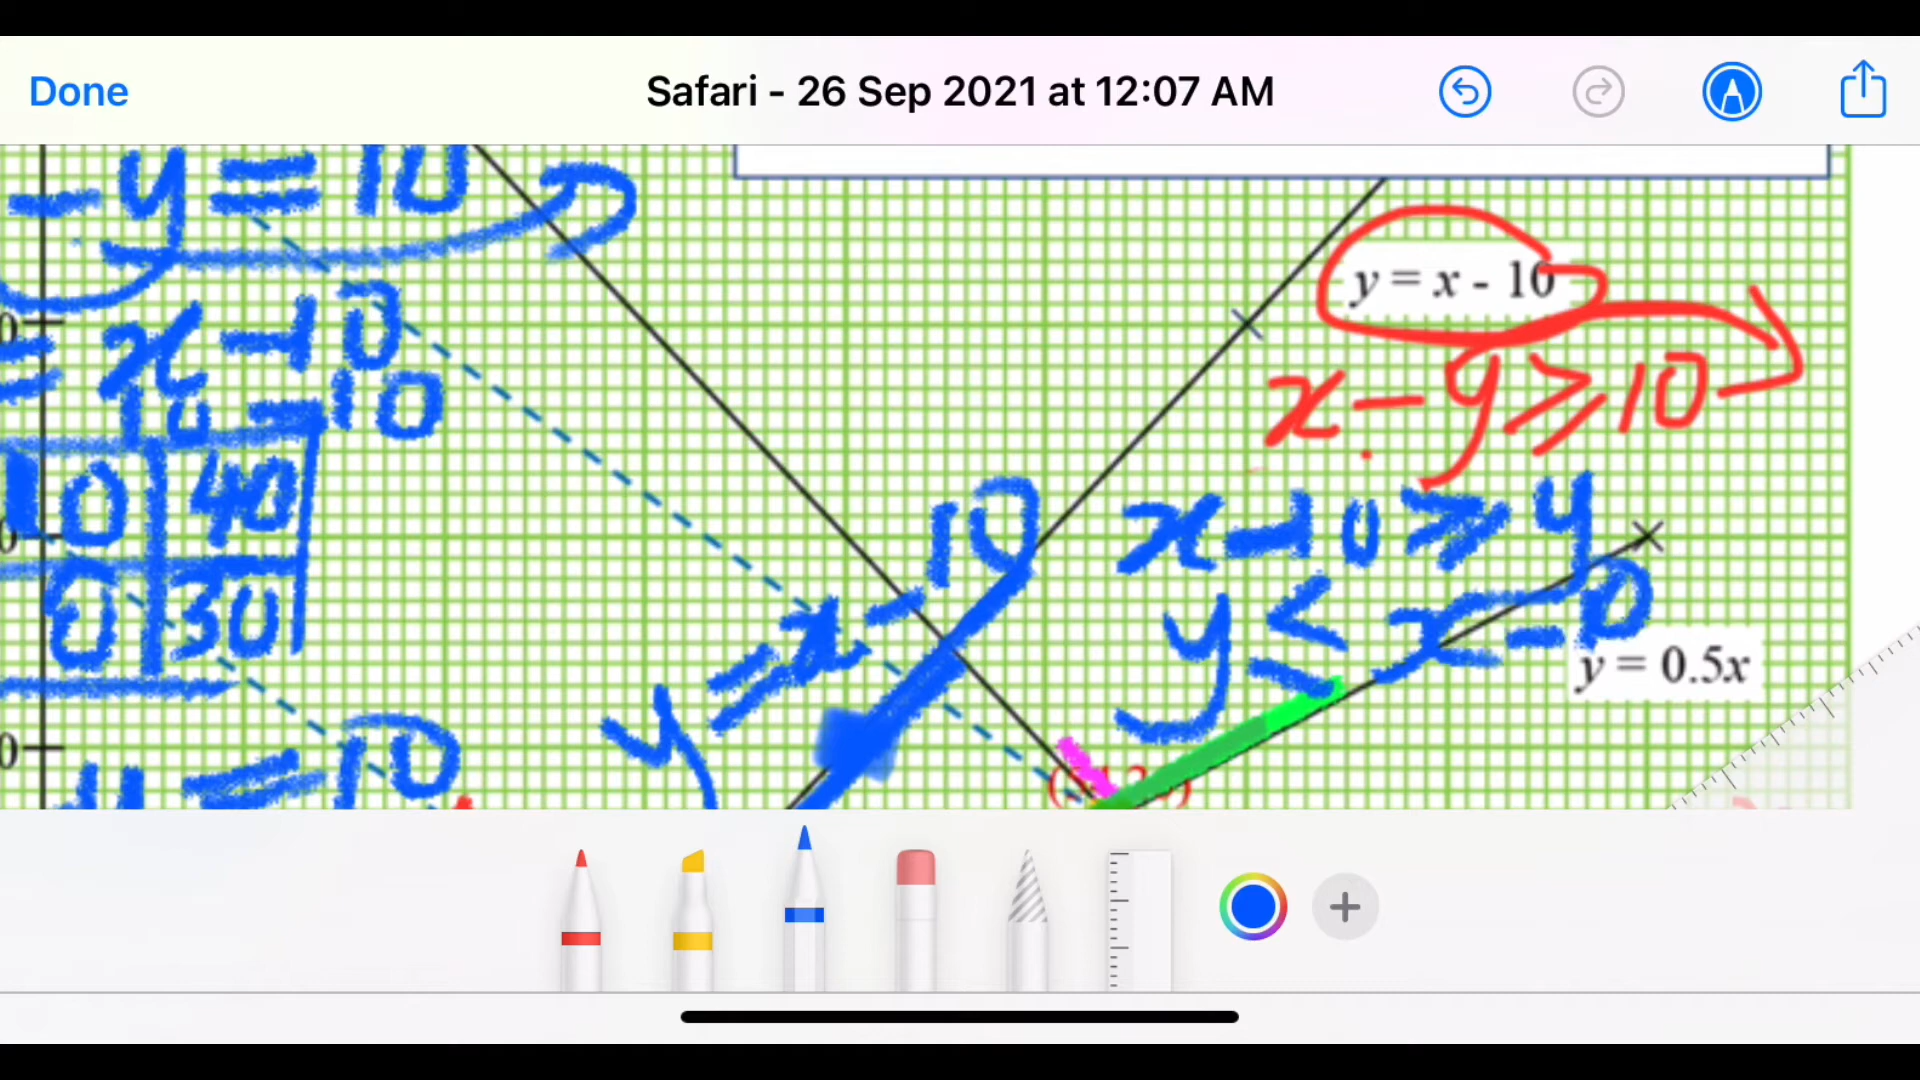 Done
Safari - 26 Sep 2021 at 12:07 AM
-y = 10
y = x - 10
= x -10
x - y ≥ 10
10 -10
10 40
x - 10 ≥ y
0 30
y = x - 10
y ≤ x - 10
y = 0.5x
y = 10